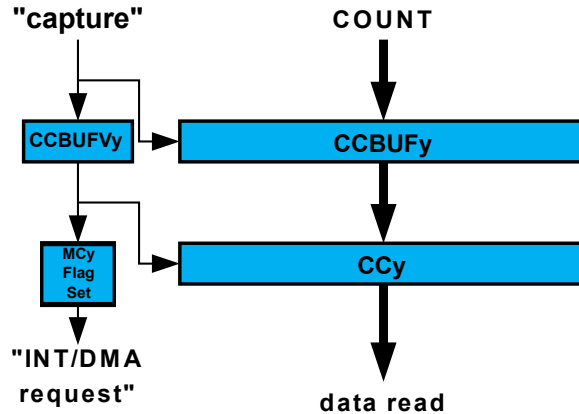 "capture"
COUNT
CCBUFVy
CCBUFy
MCy
Flag
Set
CCy
"INT/DMA
request"
data read